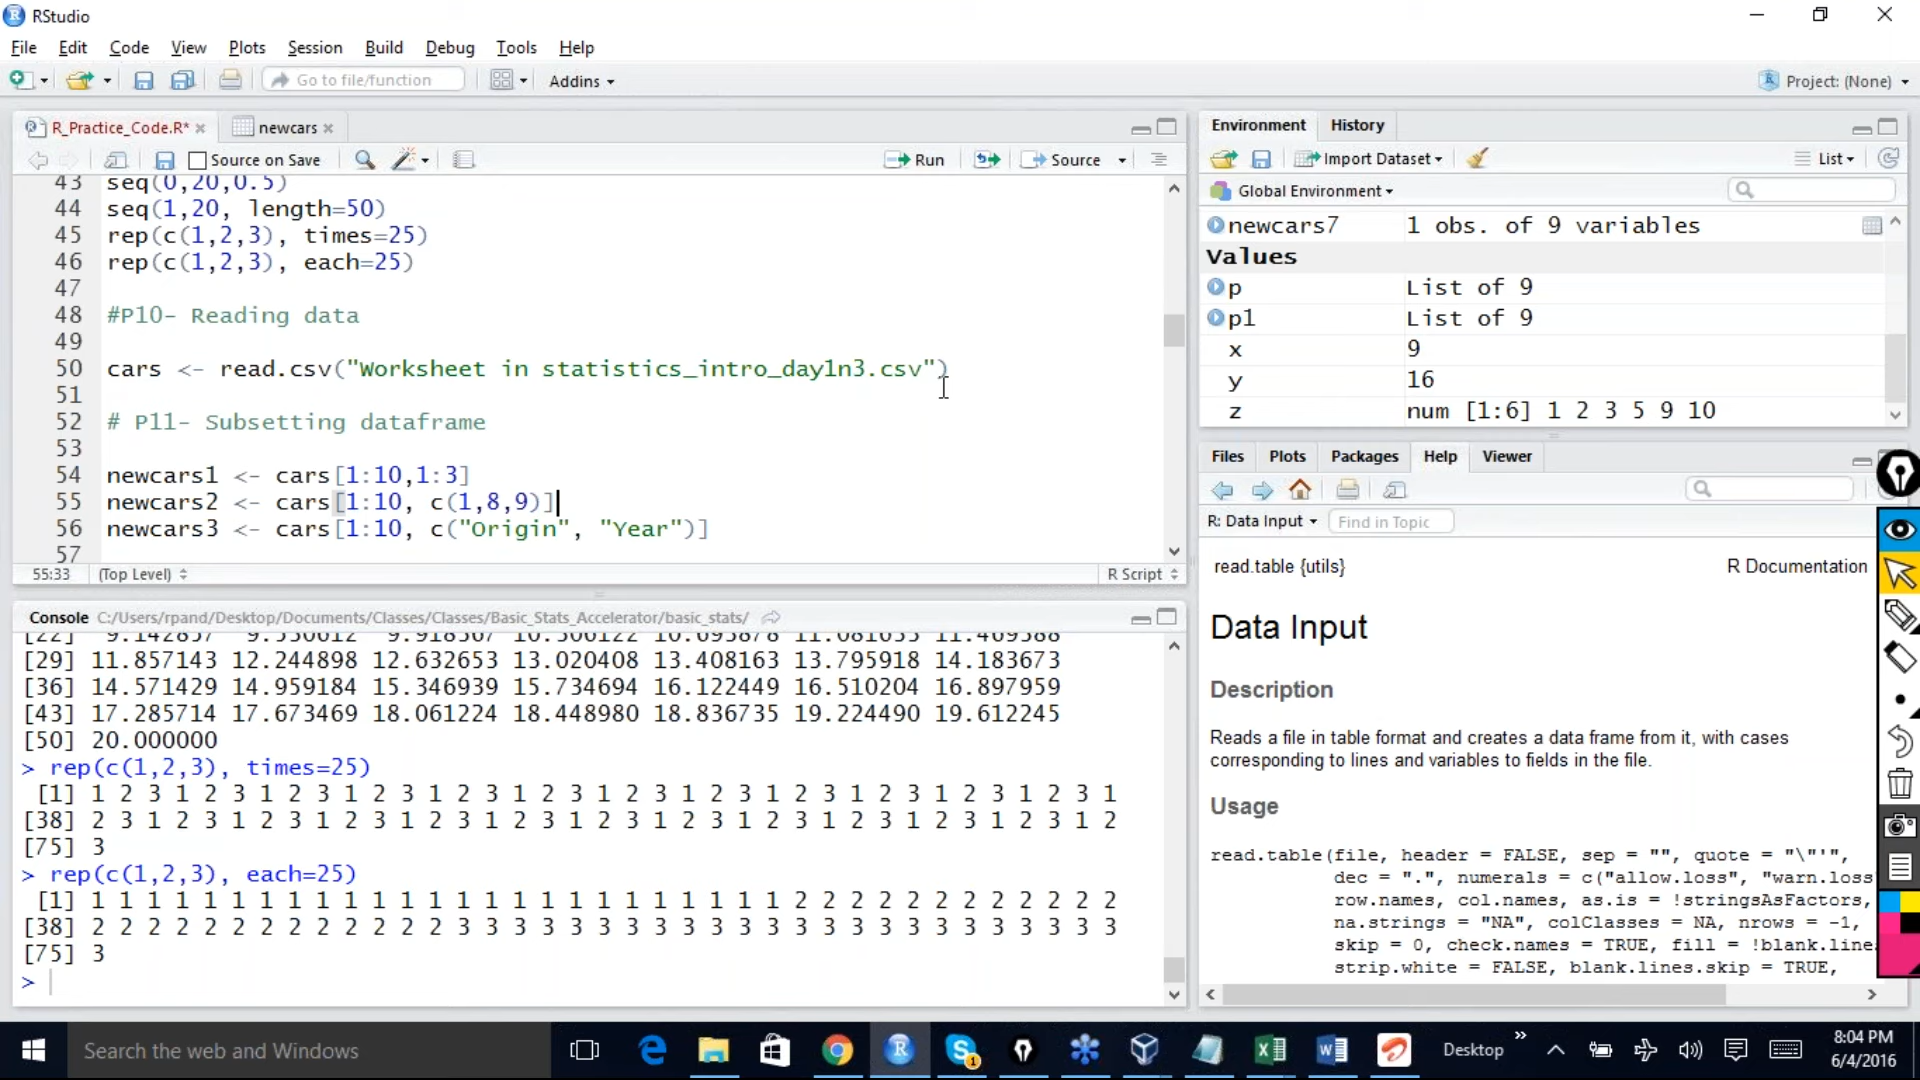 RStudio
File Edit Code View Plots Session Build Debug Tools Help
Go to file/function Addins Project: (None)
R_Practice_Code.R* newcars
Source on Save Run Source
43 seq(0,20,0.5)
44 seq(1,20, length=50)
45 rep(c(1,2,3), times=25)
46 rep(c(1,2,3), each=25)
47
48 #P10- Reading data
49
50 cars <- read.csv("Worksheet in statistics_intro_day1n3.csv")
51
52 # P11- Subsetting dataframe
53
54 newcars1 <- cars[1:10,1:3]
55 newcars2 <- cars[1:10, c(1,8,9)]
56 newcars3 <- cars[1:10, c("Origin", "Year")]
57
55:33 (Top Level) R Script
Console C:/Users/rpand/Desktop/Documents/Classes/Classes/Basic_Stats_Accelerator/basic_stats/
[22] 9.142857 9.530612 9.918367 10.306122 10.693878 11.081633 11.469388
[29] 11.857143 12.244898 12.632653 13.020408 13.408163 13.795918 14.183673
[36] 14.571429 14.959184 15.346939 15.734694 16.122449 16.510204 16.897959
[43] 17.285714 17.673469 18.061224 18.448980 18.836735 19.224490 19.612245
[50] 20.000000
> rep(c(1,2,3), times=25)
[1] 1 2 3 1 2 3 1 2 3 1 2 3 1 2 3 1 2 3 1 2 3 1 2 3 1 2 3 1 2 3 1 2 3 1 2 3 1
[38] 2 3 1 2 3 1 2 3 1 2 3 1 2 3 1 2 3 1 2 3 1 2 3 1 2 3 1 2 3 1 2 3 1 2 3 1 2
[75] 3
> rep(c(1,2,3), each=25)
[1] 1 1 1 1 1 1 1 1 1 1 1 1 1 1 1 1 1 1 1 1 1 1 1 1 1 2 2 2 2 2 2 2 2 2 2 2 2
[38] 2 2 2 2 2 2 2 2 2 2 2 2 2 3 3 3 3 3 3 3 3 3 3 3 3 3 3 3 3 3 3 3 3 3 3 3 3
[75] 3
>
Environment History
Import Dataset List
Global Environment
newcars7 1 obs. of 9 variables
Values
p List of 9
p1 List of 9
x 9
y 16
z num [1:6] 1 2 3 5 9 10
Files Plots Packages Help Viewer
R: Data Input Find in Topic
read.table {utils} R Documentation
Data Input
Description
Reads a file in table format and creates a data frame from it, with cases
corresponding to lines and variables to fields in the file.
Usage
read.table(file, header = FALSE, sep = "", quote = "\"'",
dec = ".", numerals = c("allow.loss", "warn.loss
row.names, col.names, as.is = !stringsAsFactors,
na.strings = "NA", colClasses = NA, nrows = -1,
skip = 0, check.names = TRUE, fill = !blank.line
strip.white = FALSE, blank.lines.skip = TRUE,
Search the web and Windows Desktop 8:04 PM
6/4/2016